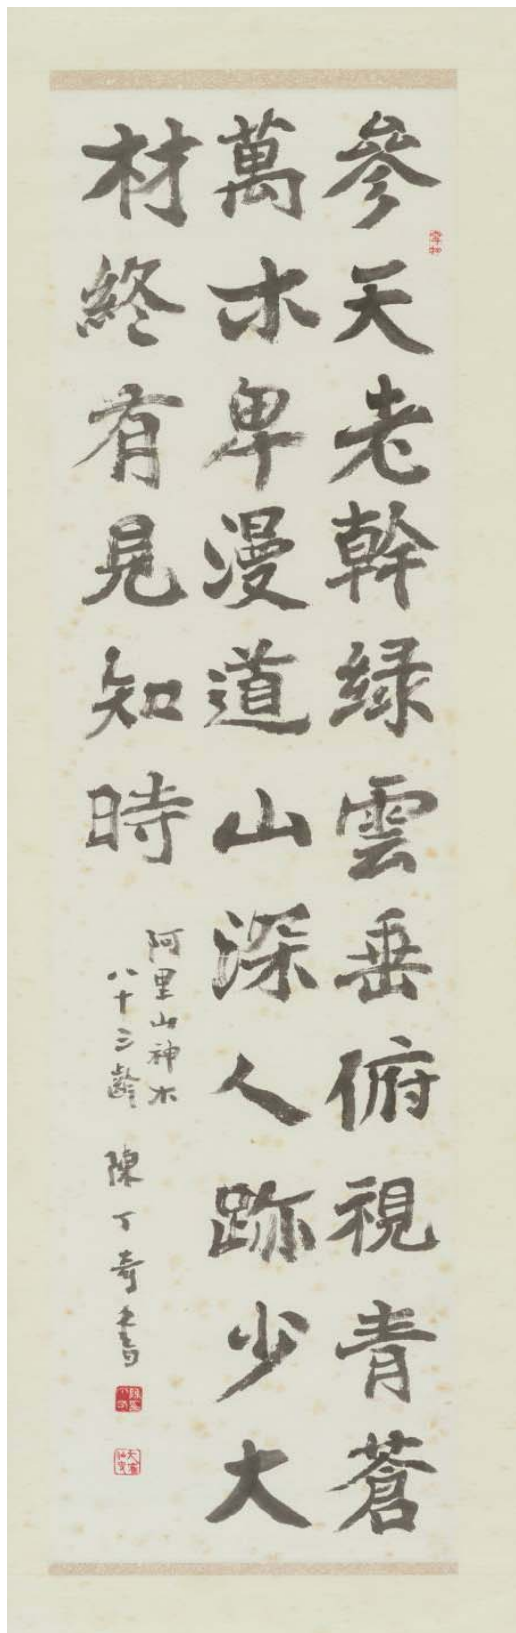 參天老幹緑雲垂俯視青蒼
萬木卑漫道山深人跡少大
材終有見知時
阿里山神木
八十三齡 陳丁奇書